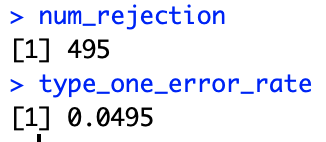 > num_rejection
[1] 495
> type_one_error_rate
[1] 0.0495